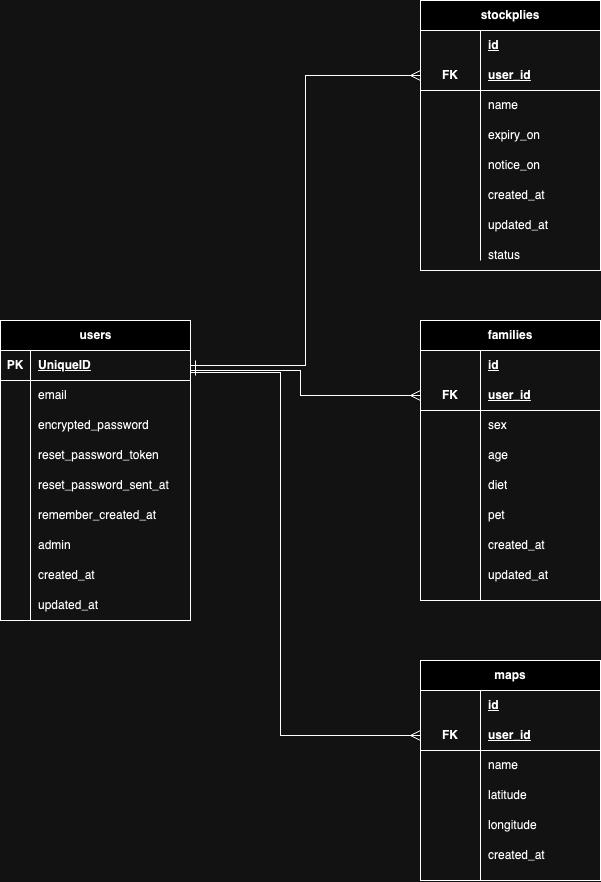 stockplies
id
FK user_id
name
expiry_on
notice_on
created_at
updated_at
status
users
PK UniqueID
email
encrypted_password
reset_password_token
reset_password_sent_at
remember_created_at
admin
created_at
updated_at
families
id
FK user_id
sex
age
diet
pet
created_at
updated_at
maps
id
FK user_id
name
latitude
longitude
created_at